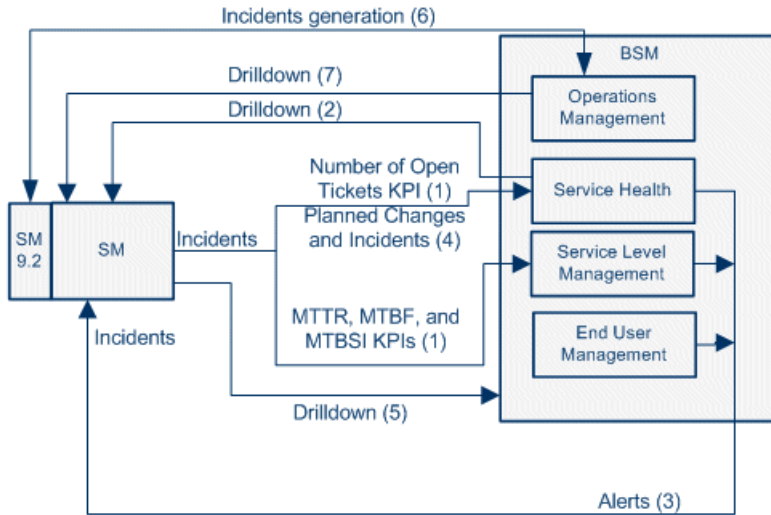 Incidents generation (6)
BSM
Drilldown (7)
Operations
Management
Drilldown (2)
Number of Open
Tickets KPI (1)
Service Health
Planned Changes
and Incidents (4)
SM
9.2
SM
Incidents
Service Level
Management
MTTR, MTBF, and
MTBSI KPIs (1)
Incidents
End User
Management
Drilldown (5)
Alerts (3)